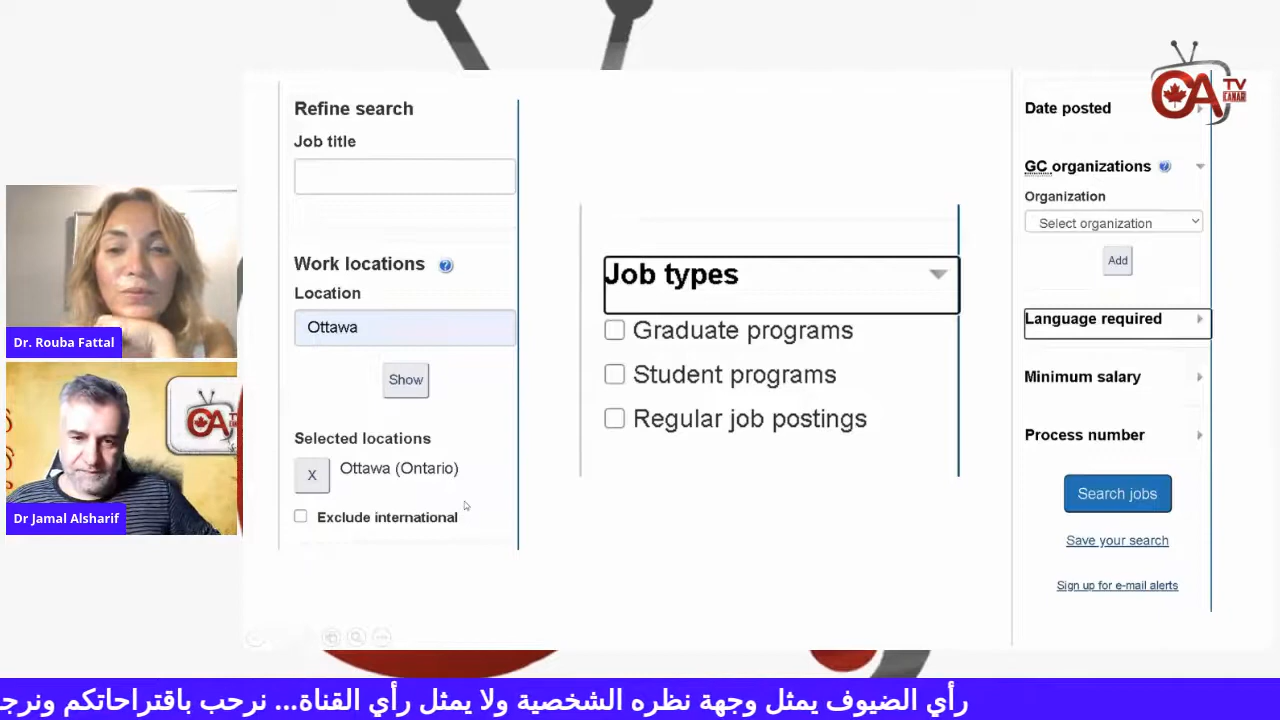 Refine search
Job title
Work locations
Location
Ottawa
Show
Selected locations
X
Ottawa (Ontario)
Exclude international
Job types
Graduate programs
Student programs
Regular job postings
Date posted
GC organizations
Organization
Select organization
Add
Language required
Minimum salary
Process number
Search jobs
Save your search
Sign up for e-mail alerts
CA TV
CANAR
Dr. Rouba Fattal
Dr Jamal Alsharif
رأي الضيوف يمثل وجهة نظره الشخصية ولا يمثل رأي القناة... نرحب باقتراحاتكم